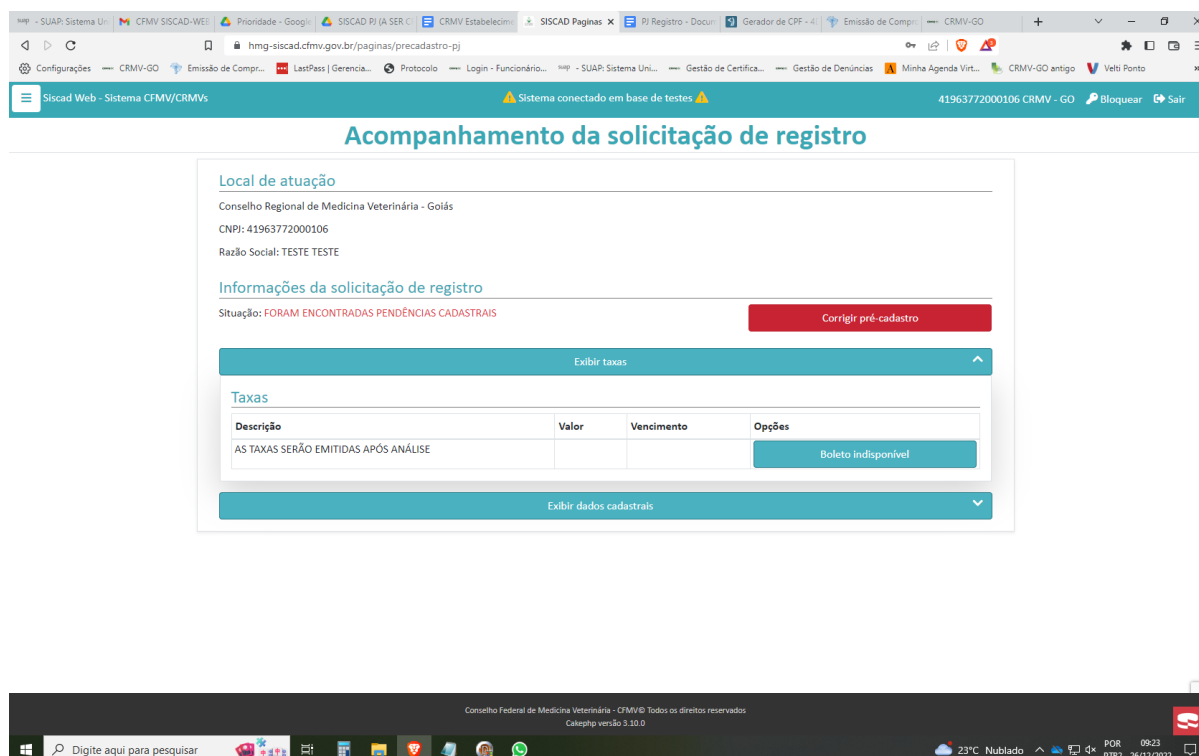 - SUAP: Sistema Un
CFMV SISCAD-WEB
Prioridade - Google
SISCAD PJ (A SER C
CRMV Estabelecime
SISCAD Paginas
PJ Registro - Docum
Gerador de CPF - 4
Emissão de Compr
CRMV-GO
hmg-siscad.cfmv.gov.br/paginas/precadastro-pj
Configurações
CRMV-GO
Emissão de Compr...
LastPass | Gerencia...
Protocolo
Login - Funcionário...
- SUAP: Sistema Uni...
Gestão de Certifica...
Gestão de Denúncias
Minha Agenda Virt...
CRMV-GO antigo
Velti Ponto
Siscad Web - Sistema CFMV/CRMVs
Sistema conectado em base de testes
41963772000106 CRMV - GO
Bloquear
Sair
Acompanhamento da solicitação de registro
Local de atuação
Conselho Regional de Medicina Veterinária - Goiás
CNPJ: 41963772000106
Razão Social: TESTE TESTE
Informações da solicitação de registro
Situação: FORAM ENCONTRADAS PENDÊNCIAS CADASTRAIS
Corrigir pré-cadastro
Exibir taxas
Taxas
Descrição Valor Vencimento Opções
AS TAXAS SERÃO EMITIDAS APÓS ANÁLISE
Boleto indisponível
Exibir dados cadastrais
Conselho Federal de Medicina Veterinária - CFMV© Todos os direitos reservados
Cakephp versão 3.10.0
Digite aqui para pesquisar
23°C Nublado
POR
09:23
PTB2
26/12/2022